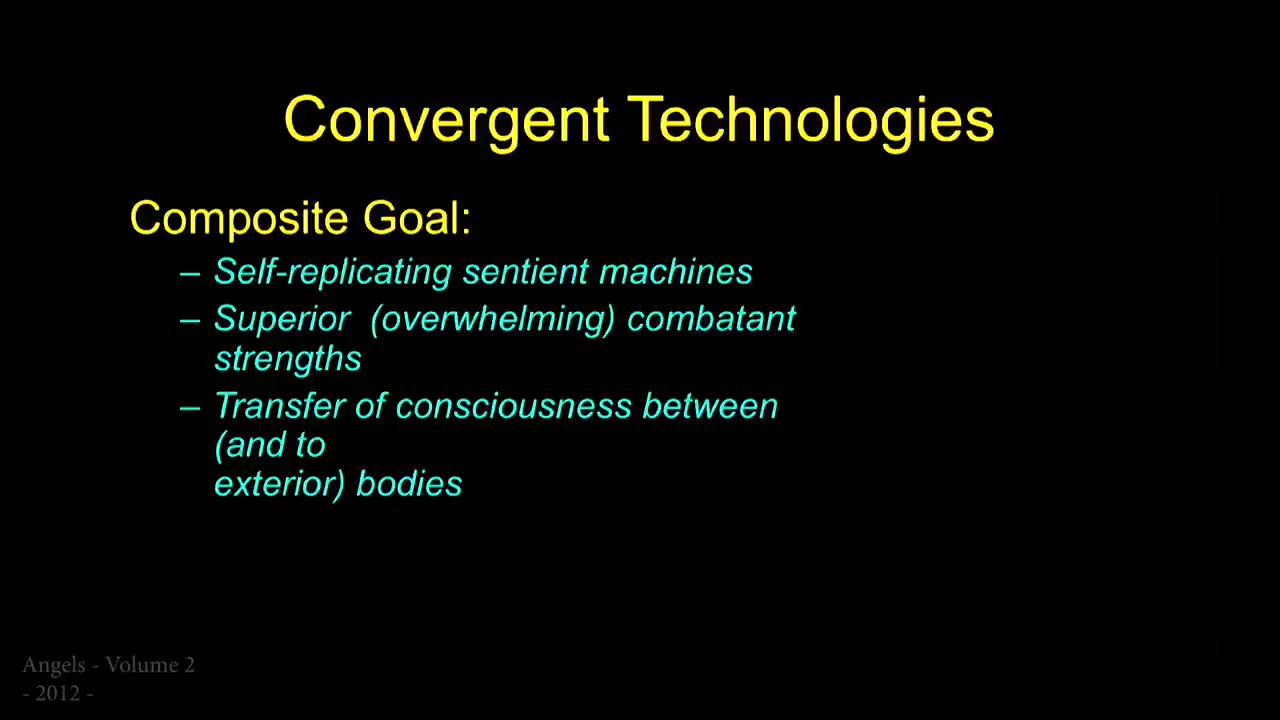 Convergent Technologies
Composite Goal:
– Self-replicating sentient machines
– Superior  (overwhelming) combatant
strengths
– Transfer of consciousness between
(and to
exterior) bodies
Angels - Volume 2
- 2012 -